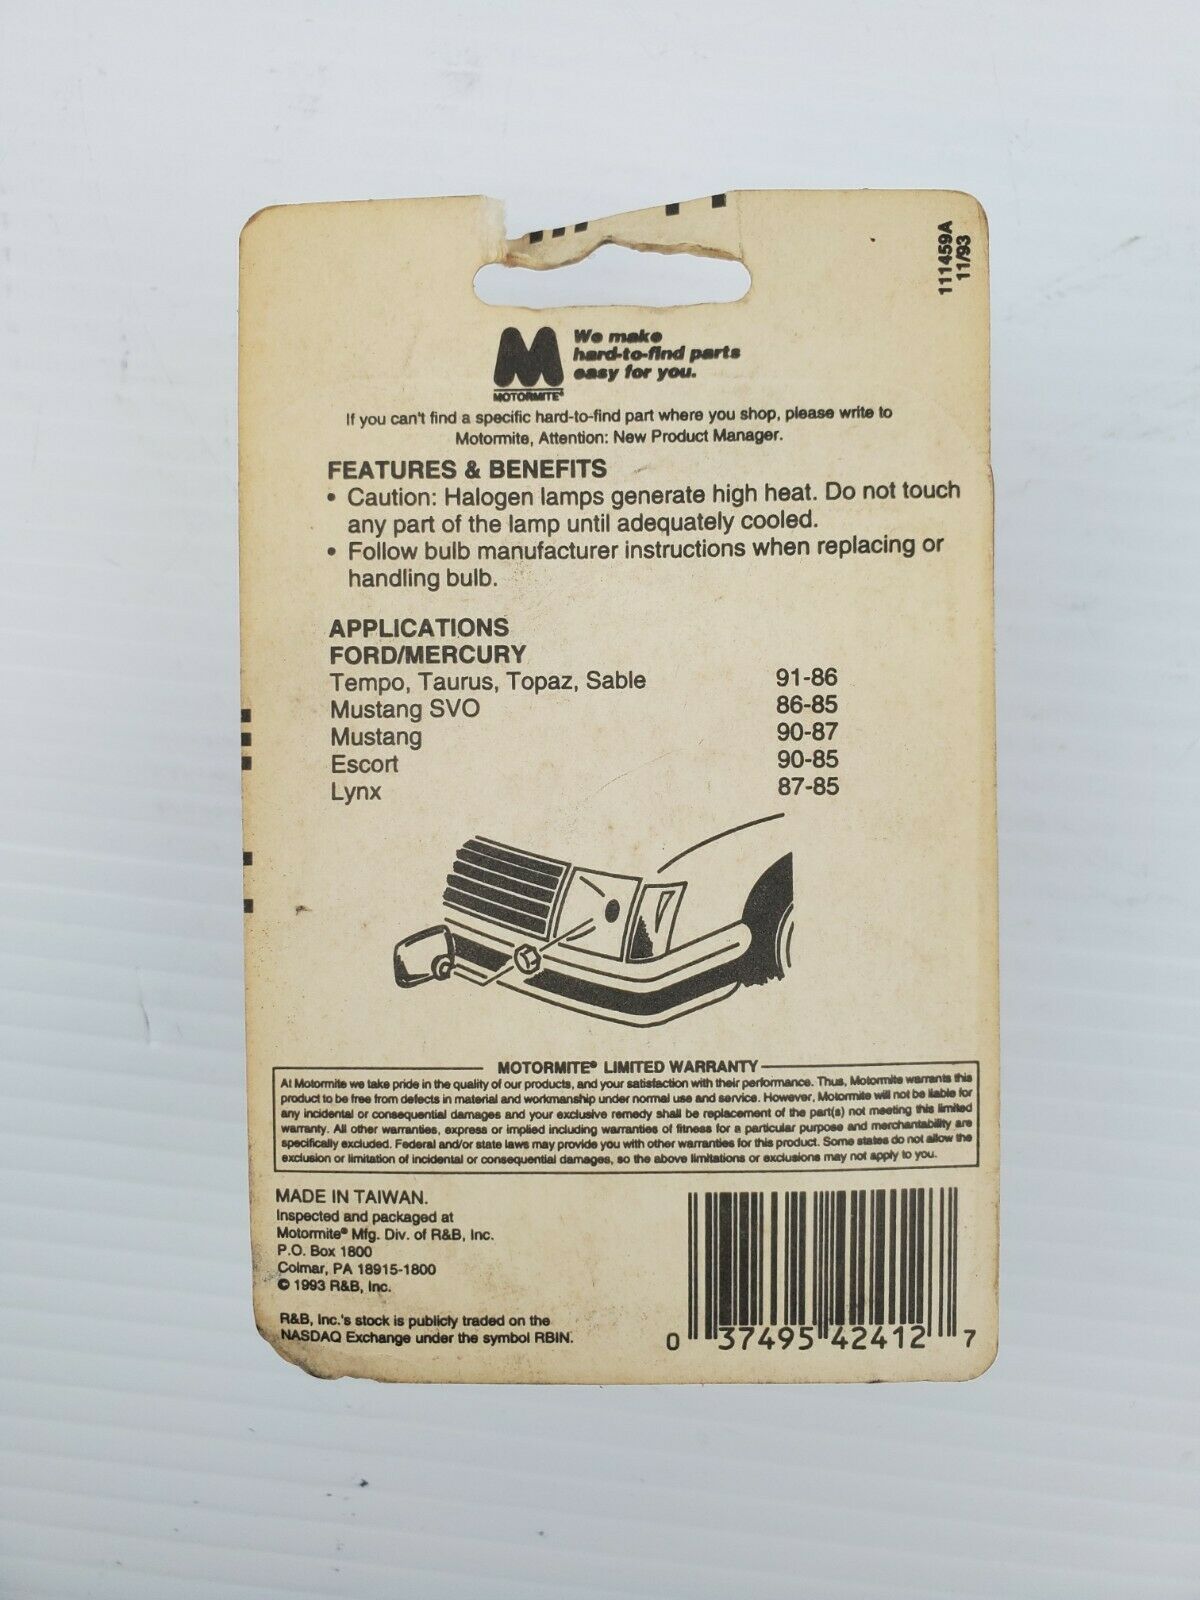 111459A
11/93
We make
hard-to-find parts
easy for you.
MOTORMITE®
If you can't find a specific hard-to-find part where you shop, please write to
Motormite, Attention: New Product Manager.
FEATURES & BENEFITS
• Caution: Halogen lamps generate high heat. Do not touch
any part of the lamp until adequately cooled.
• Follow bulb manufacturer instructions when replacing or
handling bulb.
APPLICATIONS
FORD/MERCURY
Tempo, Taurus, Topaz, Sable 91-86
Mustang SVO 86-85
Mustang 90-87
Escort 90-85
Lynx 87-85
MOTORMITE® LIMITED WARRANTY
At Motormite we take pride in the quality of our products, and your satisfaction with their performance. Thus, Motormite warrants this
product to be free from defects in material and workmanship under normal use and service. However, Motormite will not be liable for
any incidental or consequential damages and your exclusive remedy shall be replacement of the part(s) not meeting this limited
warranty. All other warranties, express or implied including warranties of fitness for a particular purpose and merchantability are
specifically excluded. Federal and/or state laws may provide you with other warranties for this product. Some states do not allow the
exclusion or limitation of incidental or consequential damages, so the above limitations or exclusions may not apply to you.
MADE IN TAIWAN.
Inspected and packaged at
Motormite® Mfg. Div. of R&B, Inc.
P.O. Box 1800
Colmar, PA 18915-1800
© 1993 R&B, Inc.
R&B, Inc.'s stock is publicly traded on the
NASDAQ Exchange under the symbol RBIN.
0 37495 42412 7